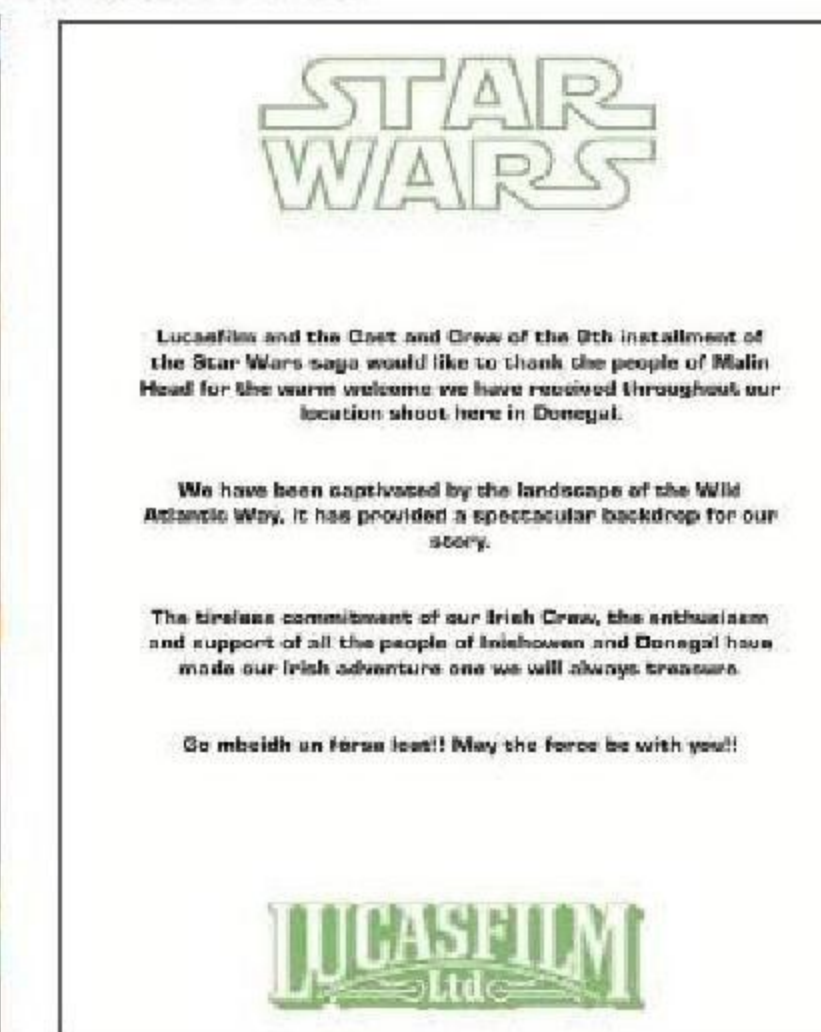 STAR
WARS
Lucasfilm and the Cast and Crew of the 8th installment of
the Star Wars saga would like to thank the people of Malin
Head for the warm welcome we have received throughout our
location shoot here in Donegal.
We have been captivated by the landscape of the Wild
Atlantic Way, it has provided a spectacular backdrop for our
story.
The tireless commitment of our Irish Crew, the enthusiasm
and support of all the people of Inishowen and Donegal have
made our Irish adventure one we will always treasure
Go mbeidh an fórsa leat!! May the force be with you!!
LUCASFILM
Ltd